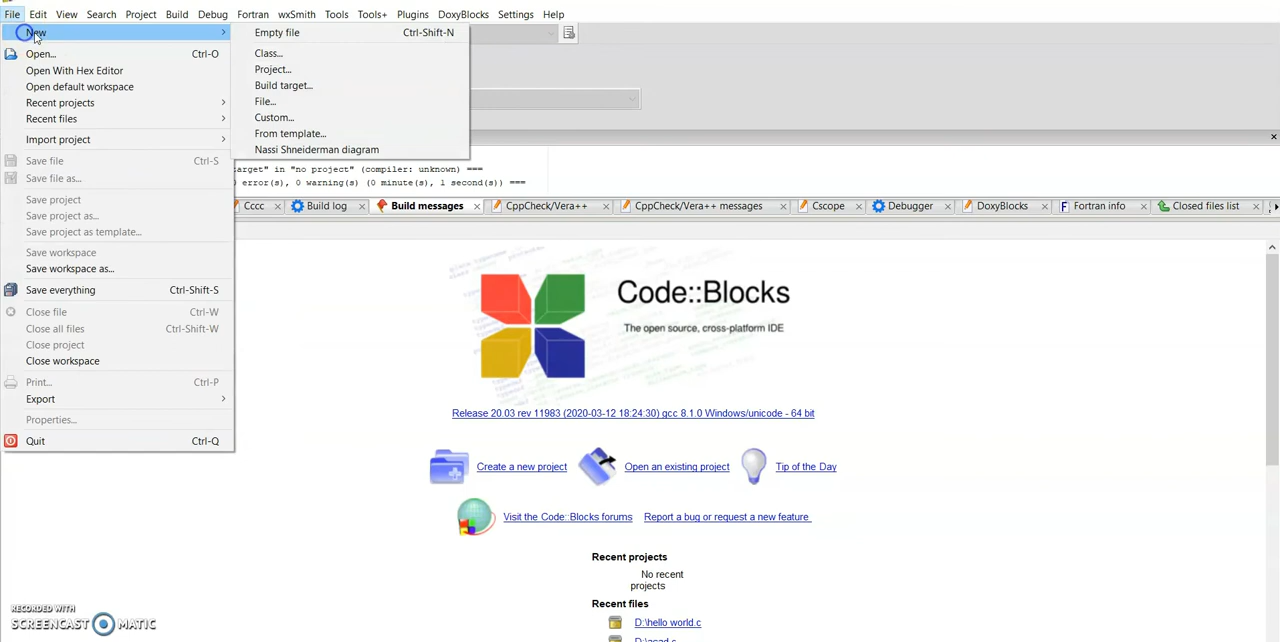 File Edit View Search Project Build Debug Fortran wxSmith Tools Tools+ Plugins DoxyBlocks Settings Help
New
Open... Ctrl-O
Open With Hex Editor
Open default workspace
Recent projects
Recent files
Import project
Save file Ctrl-S
Save file as...
Save project
Save project as...
Save project as template...
Save workspace
Save workspace as...
Save everything Ctrl-Shift-S
Close file Ctrl-W
Close all files Ctrl-Shift-W
Close project
Close workspace
Print... Ctrl-P
Export
Properties...
Quit Ctrl-Q
Empty file Ctrl-Shift-N
Class...
Project...
Build target...
File...
Custom...
From template...
Nassi Shneiderman diagram
target" in "no project" (compiler: unknown) ===
error(s), 0 warning(s) (0 minute(s), 1 second(s)) ===
Cccc Build log Build messages CppCheck/Vera++ CppCheck/Vera++ messages Cscope Debugger DoxyBlocks Fortran info Closed files list
Code::Blocks
The open source, cross-platform IDE
Release 20.03 rev 11983 (2020-03-12 18:24:30) gcc 8.1.0 Windows/unicode - 64 bit
Create a new project Open an existing project Tip of the Day
Visit the Code::Blocks forums Report a bug or request a new feature
Recent projects
No recent
projects
Recent files
D:\hello world.c
RECORDED WITH
SCREENCAST MATIC